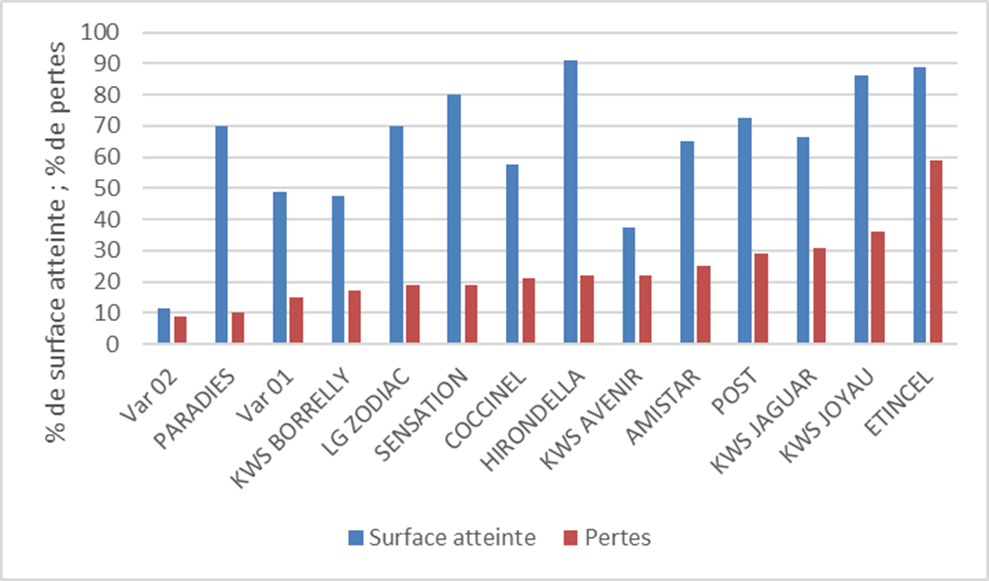 % de surface atteinte ; % de pertes
100
90
80
70
60
50
40
30
20
10
0
Var 02
PARADIES
Var 01
KWS BORRELLY
LG ZODIAC
SENSATION
COCCINEL
HIRONDELLA
KWS AVENIR
AMISTAR
POST
KWS JAGUAR
KWS JOYAU
ETINCEL
Surface atteinte
Pertes